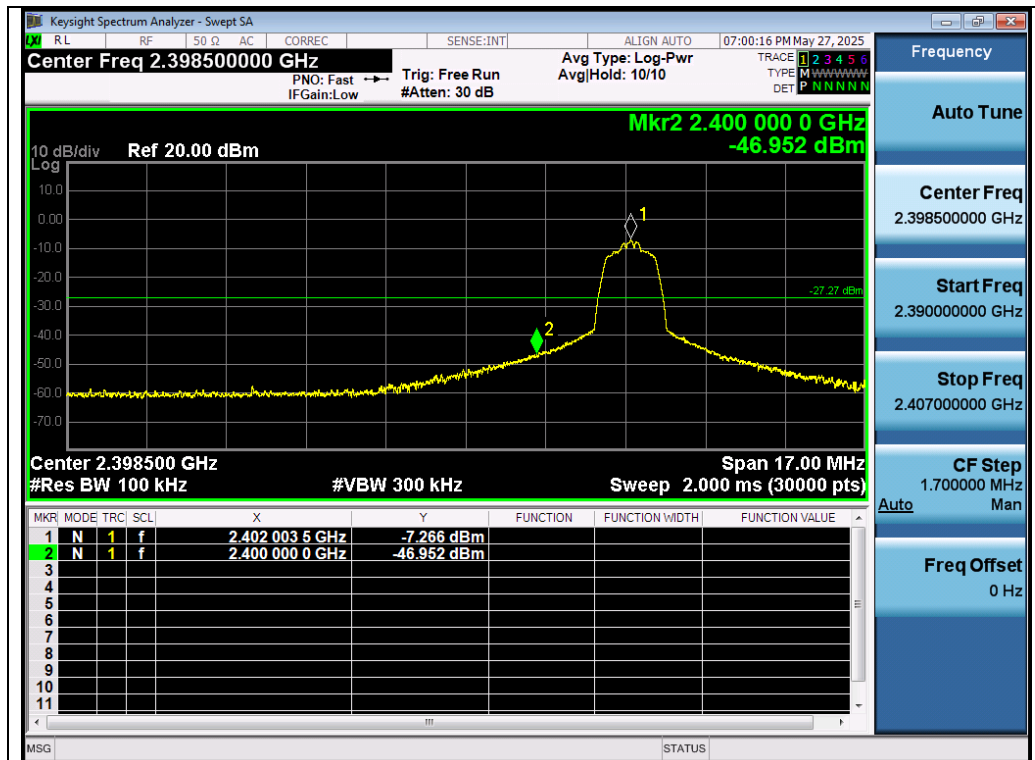 Keysight Spectrum Analyzer - Swept SA
LXI RL RF 50 Ω AC CORREC SENSE:INT ALIGN AUTO 07:00:16 PM May 27, 2025
Center Freq 2.398500000 GHz
PNO: Fast
IFGain:Low
Trig: Free Run
#Atten: 30 dB
Avg Type: Log-Pwr
Avg|Hold: 10/10
TRACE 1 2 3 4 5 6
TYPE M WWWWW
DET P N N N N N
Mkr2 2.400 000 0 GHz
-46.952 dBm
10 dB/div Ref 20.00 dBm
Log
10.0
0.00
-10.0
-20.0
-30.0
-40.0
-50.0
-60.0
-70.0
1
2
-27.27 dBm
Center 2.398500 GHz Span 17.00 MHz
#Res BW 100 kHz #VBW 300 kHz Sweep 2.000 ms (30000 pts)
MKR MODE TRC SCL X Y FUNCTION FUNCTION WIDTH FUNCTION VALUE
1 N 1 f 2.402 003 5 GHz -7.266 dBm
2 N 1 f 2.400 000 0 GHz -46.952 dBm
3
4
5
6
7
8
9
10
11
MSG STATUS
Frequency
Auto Tune
Center Freq
2.398500000 GHz
Start Freq
2.390000000 GHz
Stop Freq
2.407000000 GHz
CF Step
1.700000 MHz
Auto Man
Freq Offset
0 Hz